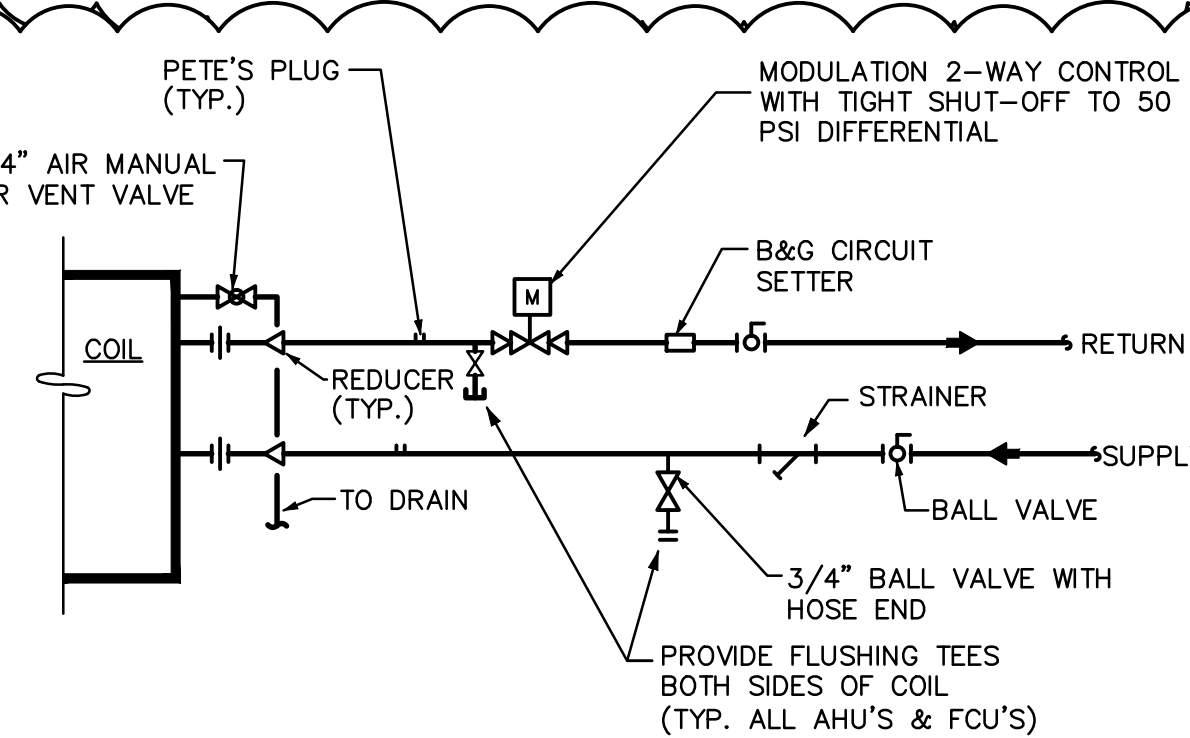 PETE'S PLUG
(TYP.)
MODULATION 2-WAY CONTROL
WITH TIGHT SHUT-OFF TO 50
PSI DIFFERENTIAL
4" AIR MANUAL
R VENT VALVE
B&G CIRCUIT
SETTER
M
COIL
RETURN
REDUCER
(TYP.)
STRAINER
SUPPL
TO DRAIN
BALL VALVE
3/4" BALL VALVE WITH
HOSE END
PROVIDE FLUSHING TEES
BOTH SIDES OF COIL
(TYP. ALL AHU'S & FCU'S)